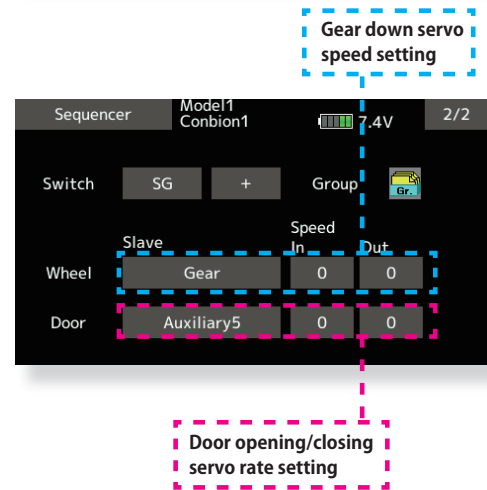 Gear down servo
speed setting
Sequencer
Model1
Conbion1
7.4V
2/2
Switch
SG
+
Group
Gr.
Slave
Speed
In
Out
Wheel
Gear
0
0
Door
Auxiliary5
0
0
Door opening/closing
servo rate setting